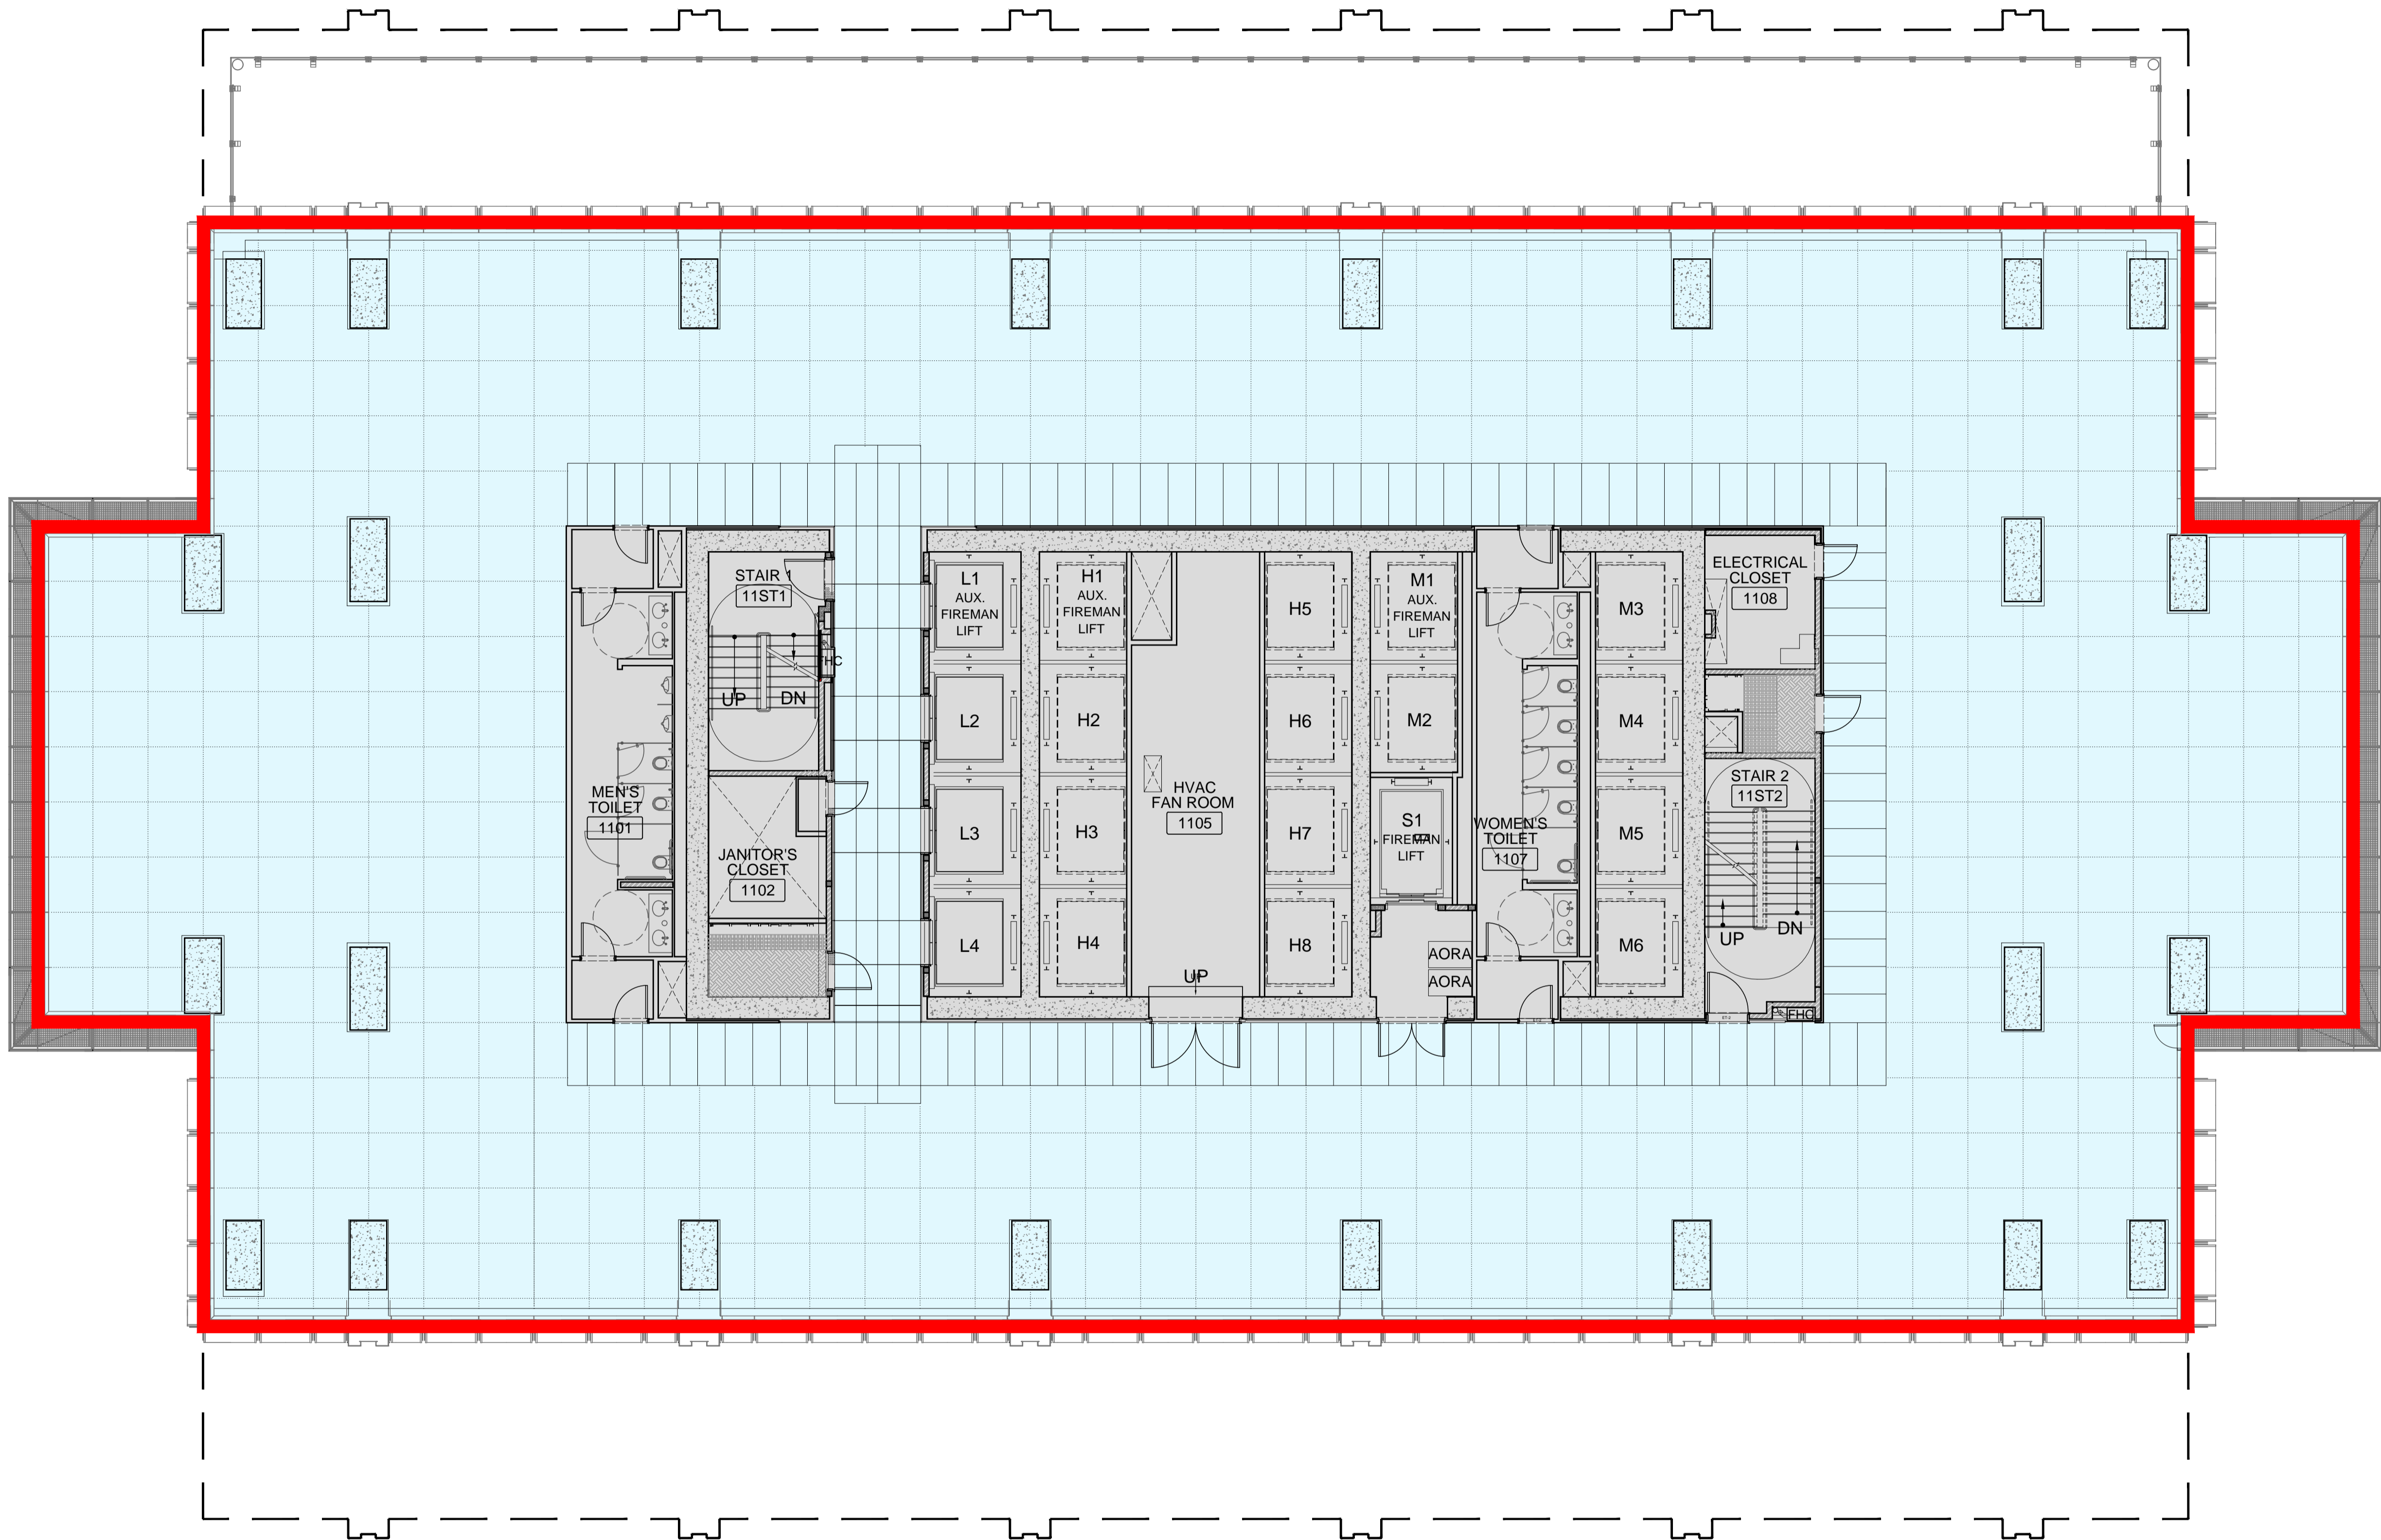 STAIR 1
11ST1
FHC
UP
DN
MEN'S
TOILET
1101
JANITOR'S
CLOSET
1102
L1
AUX.
FIREMAN
LIFT
L2
L3
L4
H1
AUX.
FIREMAN
LIFT
H2
H3
H4
HVAC
FAN ROOM
1105
UP
H5
H6
H7
H8
M1
AUX.
FIREMAN
LIFT
M2
S1
FIREMAN
LIFT
AORA
AORA
WOMEN'S
TOILET
1107
M3
M4
M5
M6
ELECTRICAL
CLOSET
1108
STAIR 2
11ST2
UP
DN
FHC